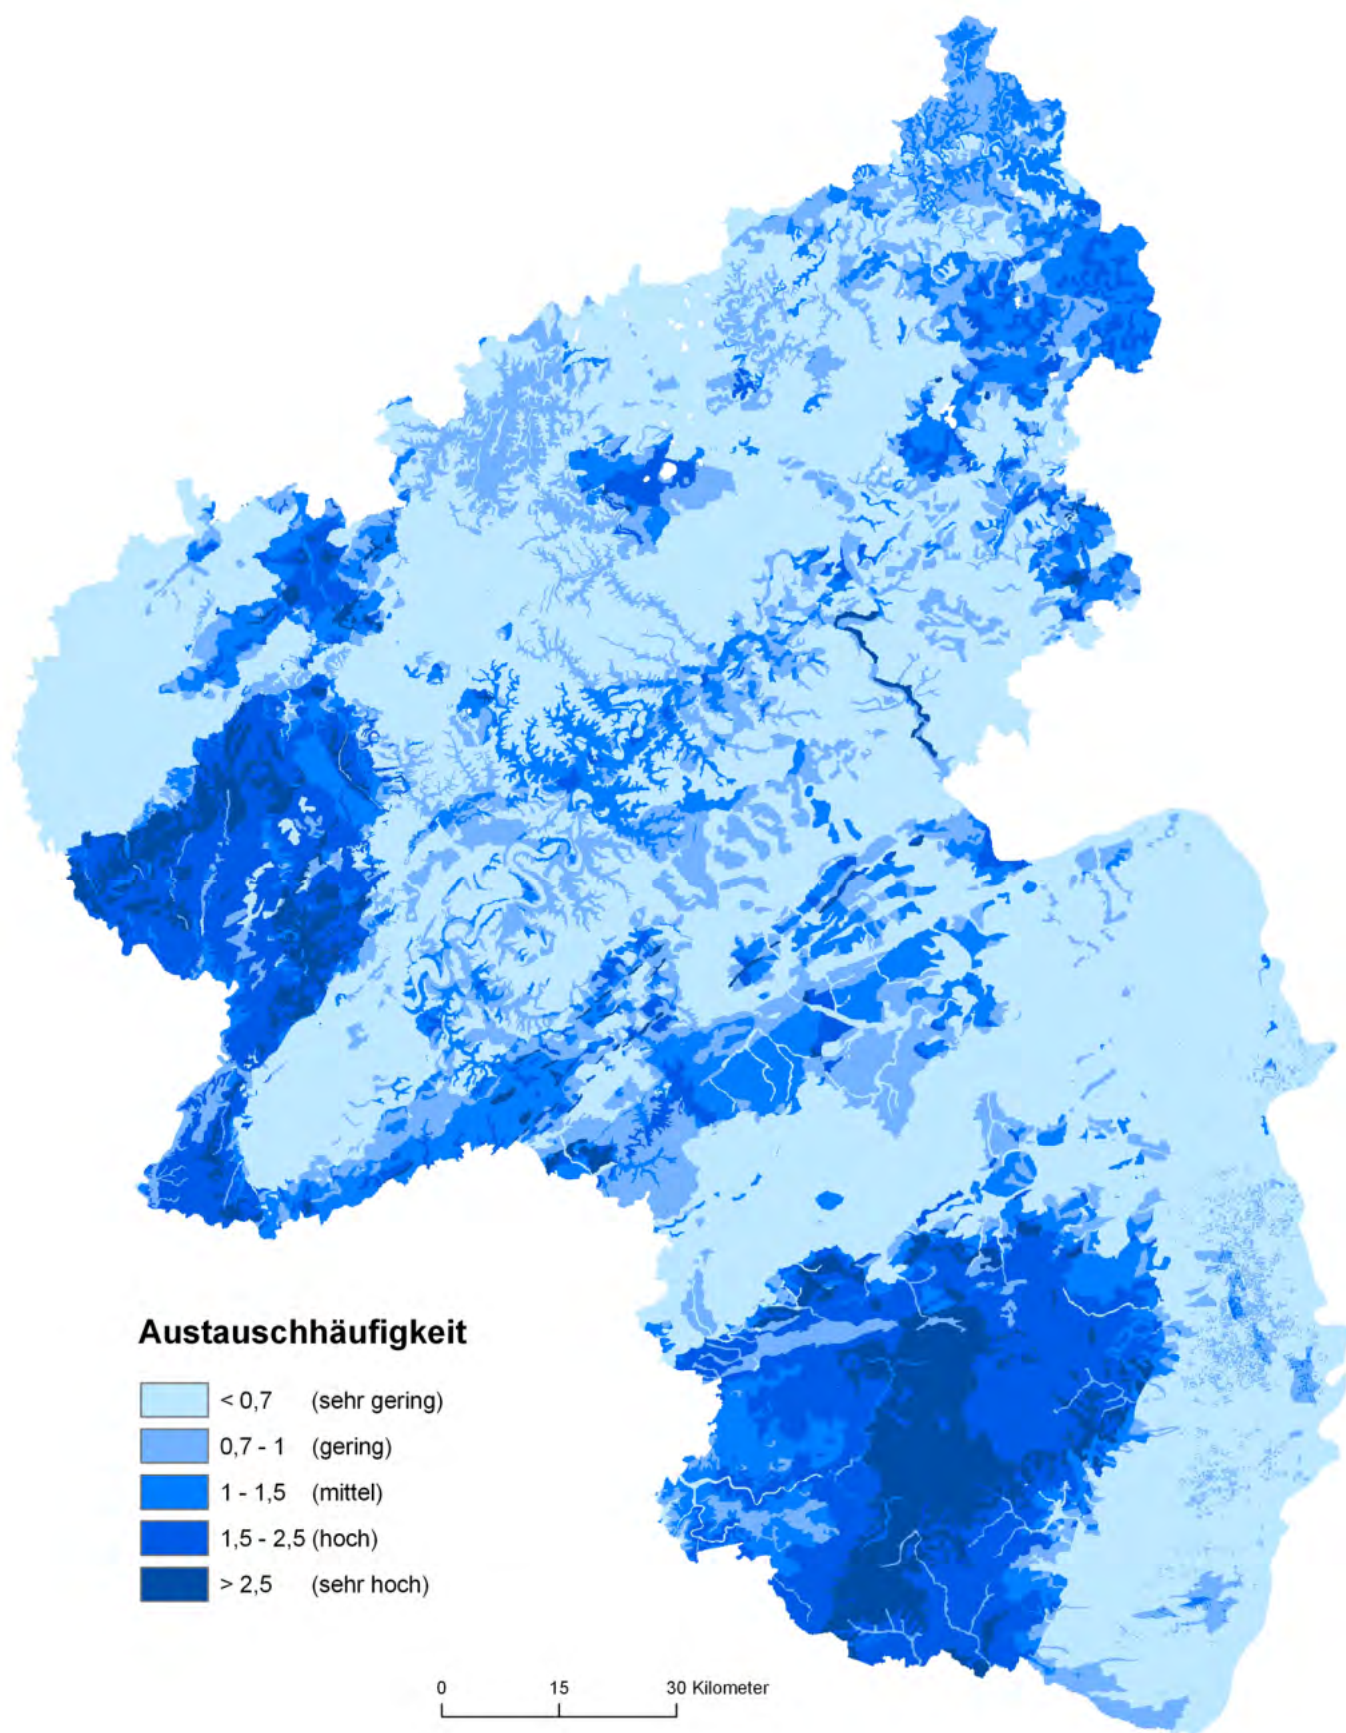 Austauschhäufigkeit
< 0,7 (sehr gering)
0,7 - 1 (gering)
1 - 1,5 (mittel)
1,5 - 2,5 (hoch)
> 2,5 (sehr hoch)
0 15 30 Kilometer